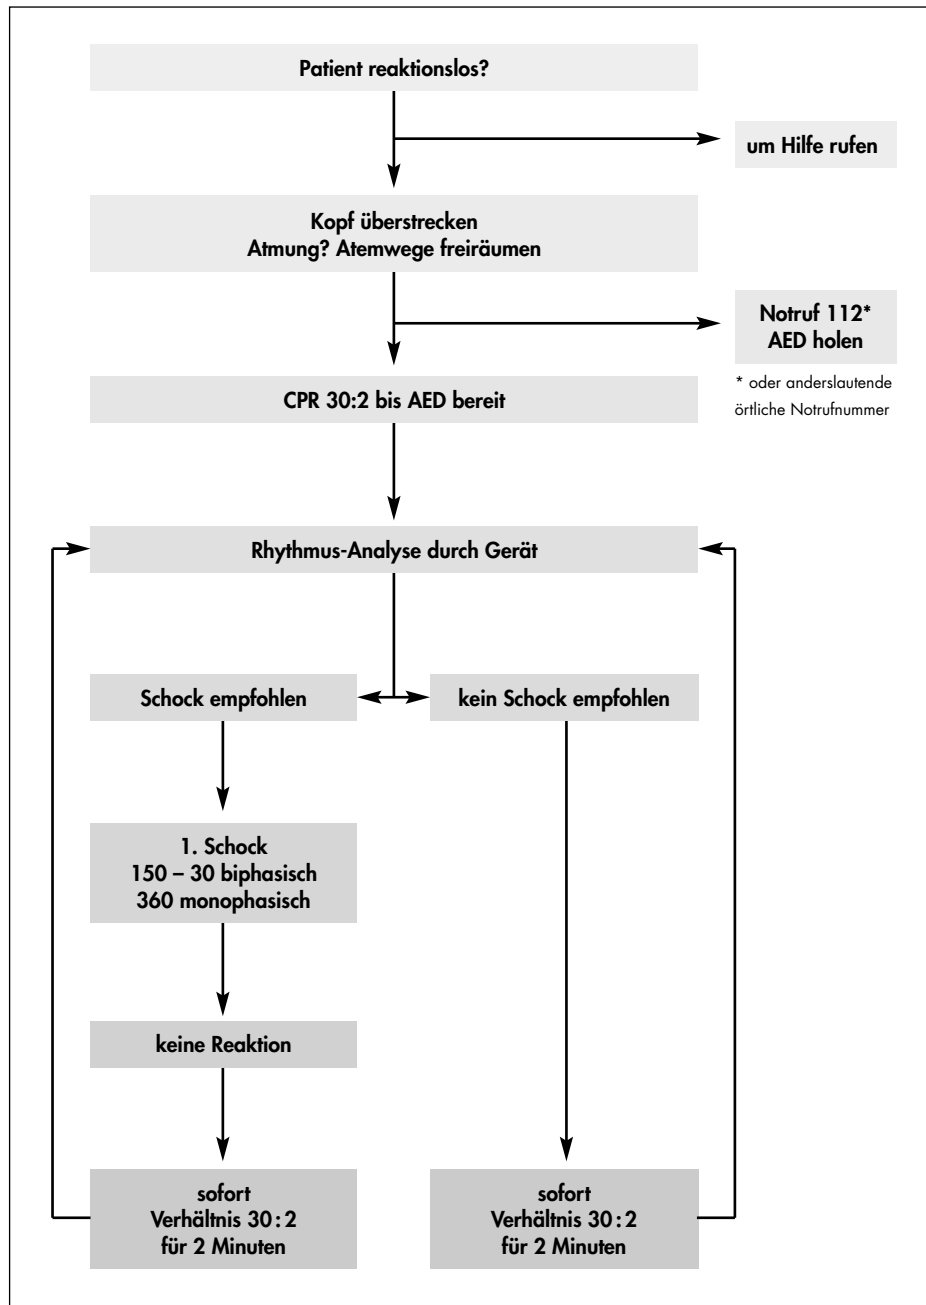 Patient reaktionslos?
um Hilfe rufen
Kopf überstrecken
Atmung? Atemwege freiräumen
Notruf 112*
AED holen
* oder anderslautende
örtliche Notrufnummer
CPR 30:2 bis AED bereit
Rhythmus-Analyse durch Gerät
Schock empfohlen
kein Schock empfohlen
1. Schock
150 – 30 biphasisch
360 monophasisch
keine Reaktion
sofort
Verhältnis 30:2
für 2 Minuten
sofort
Verhältnis 30:2
für 2 Minuten